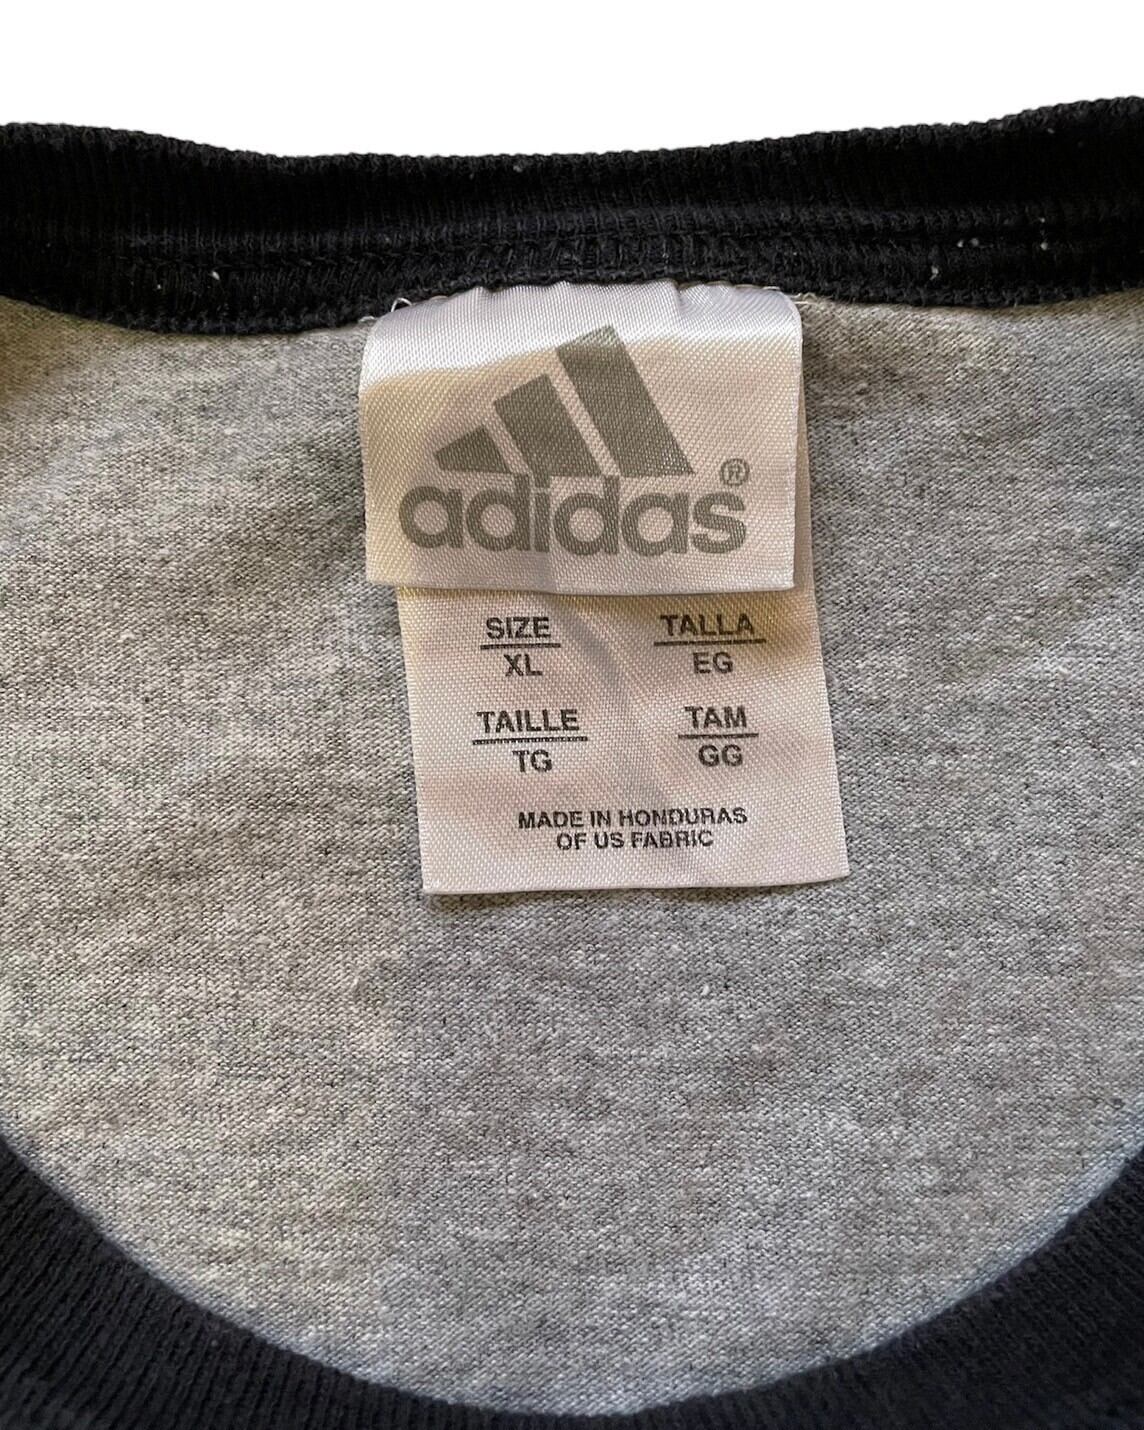 adidas®
SIZE TALLA
XL EG
TAILLE TAM
TG GG
MADE IN HONDURAS
OF US FABRIC